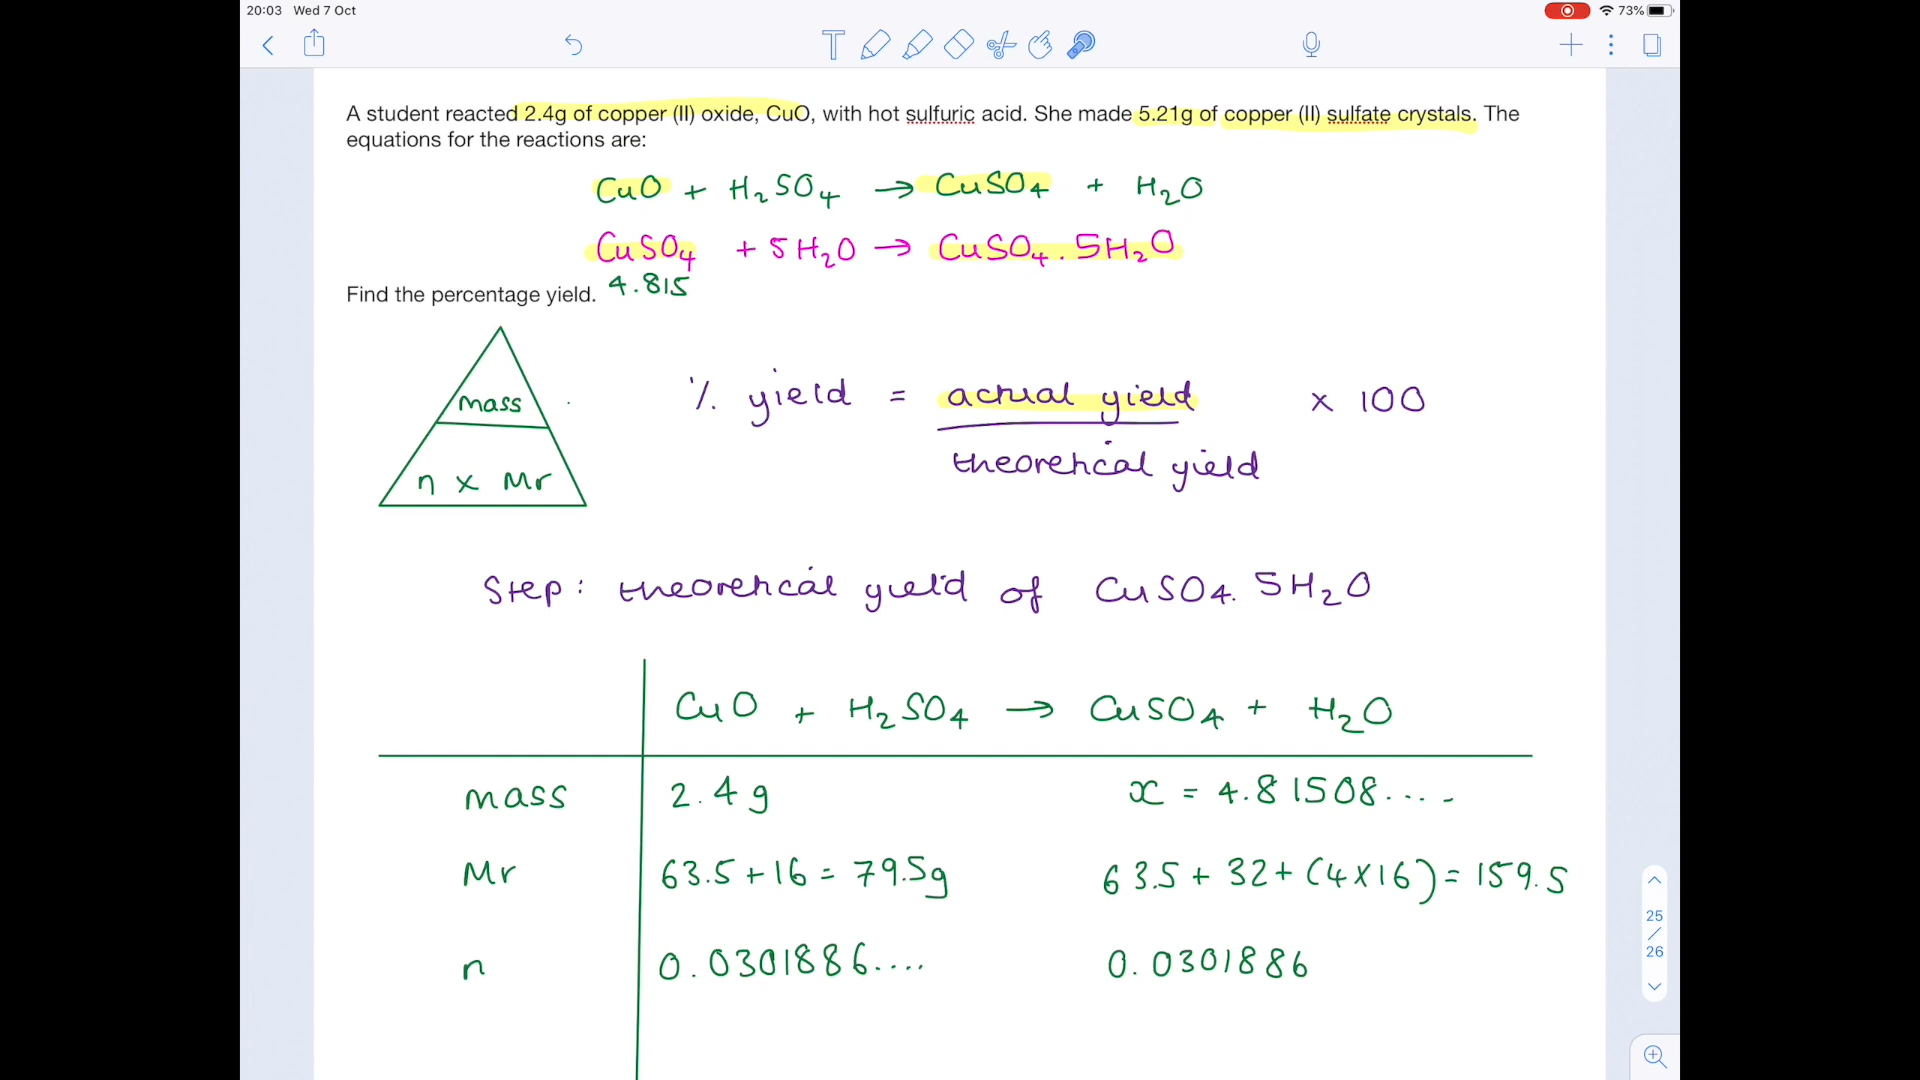 20:03 Wed 7 Oct
73%
A student reacted 2.4g of copper (II) oxide, CuO, with hot sulfuric acid. She made 5.21g of copper (II) sulfate crystals. The
equations for the reactions are:
CuO + H₂SO₄ → CuSO₄ + H₂O
CuSO₄ + 5H₂O → CuSO₄.5H₂O
4.815
Find the percentage yield.
mass
n x Mr
% yield = actual yield x 100
theoretical yield
Step: theoretical yield of CuSO₄.5H₂O
CuO + H₂SO₄ → CuSO₄ + H₂O
mass 2.4g x = 4.81508....
Mr 63.5+16 = 79.5g 63.5 + 32 + (4x16) = 159.5
n 0.0301886.... 0.0301886
25
/
26